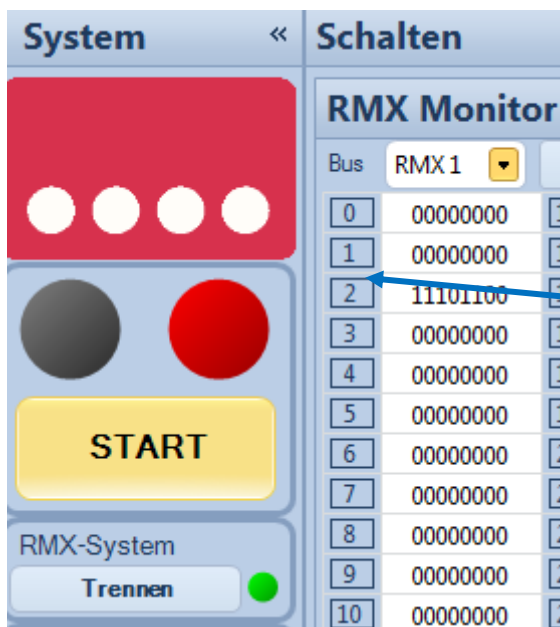 System «
Schalten
RMX Monitor
Bus RMX 1
0 00000000
1 00000000
2 11101100
3 00000000
4 00000000
5 00000000
6 00000000
7 00000000
8 00000000
9 00000000
10 00000000
START
RMX-System
Trennen